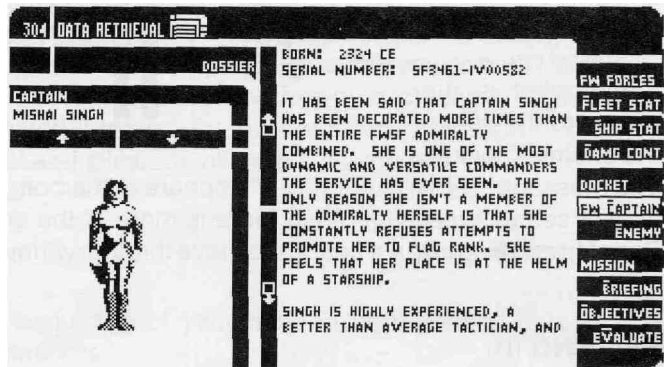 304 DATA RETRIEVAL
DOSSIER
CAPTAIN
MISHAI SINGH
BORN: 2324 CE
SERIAL NUMBER: SF3461-IV00582
IT HAS BEEN SAID THAT CAPTAIN SINGH
HAS BEEN DECORATED MORE TIMES THAN
THE ENTIRE FWSF ADMIRALTY
COMBINED. SHE IS ONE OF THE MOST
DYNAMIC AND VERSATILE COMMANDERS
THE SERVICE HAS EVER SEEN. THE
ONLY REASON SHE ISN'T A MEMBER OF
THE ADMIRALTY HERSELF IS THAT SHE
CONSTANTLY REFUSES ATTEMPTS TO
PROMOTE HER TO FLAG RANK. SHE
FEELS THAT HER PLACE IS AT THE HELM
OF A STARSHIP.
SINGH IS HIGHLY EXPERIENCED, A
BETTER THAN AVERAGE TACTICIAN, AND
FW FORCES
FLEET STAT
SHIP STAT
DAMG CONT
DOCKET
FW CAPTAIN
ENEMY
MISSION
BRIEFING
OBJECTIVES
EVALUATE